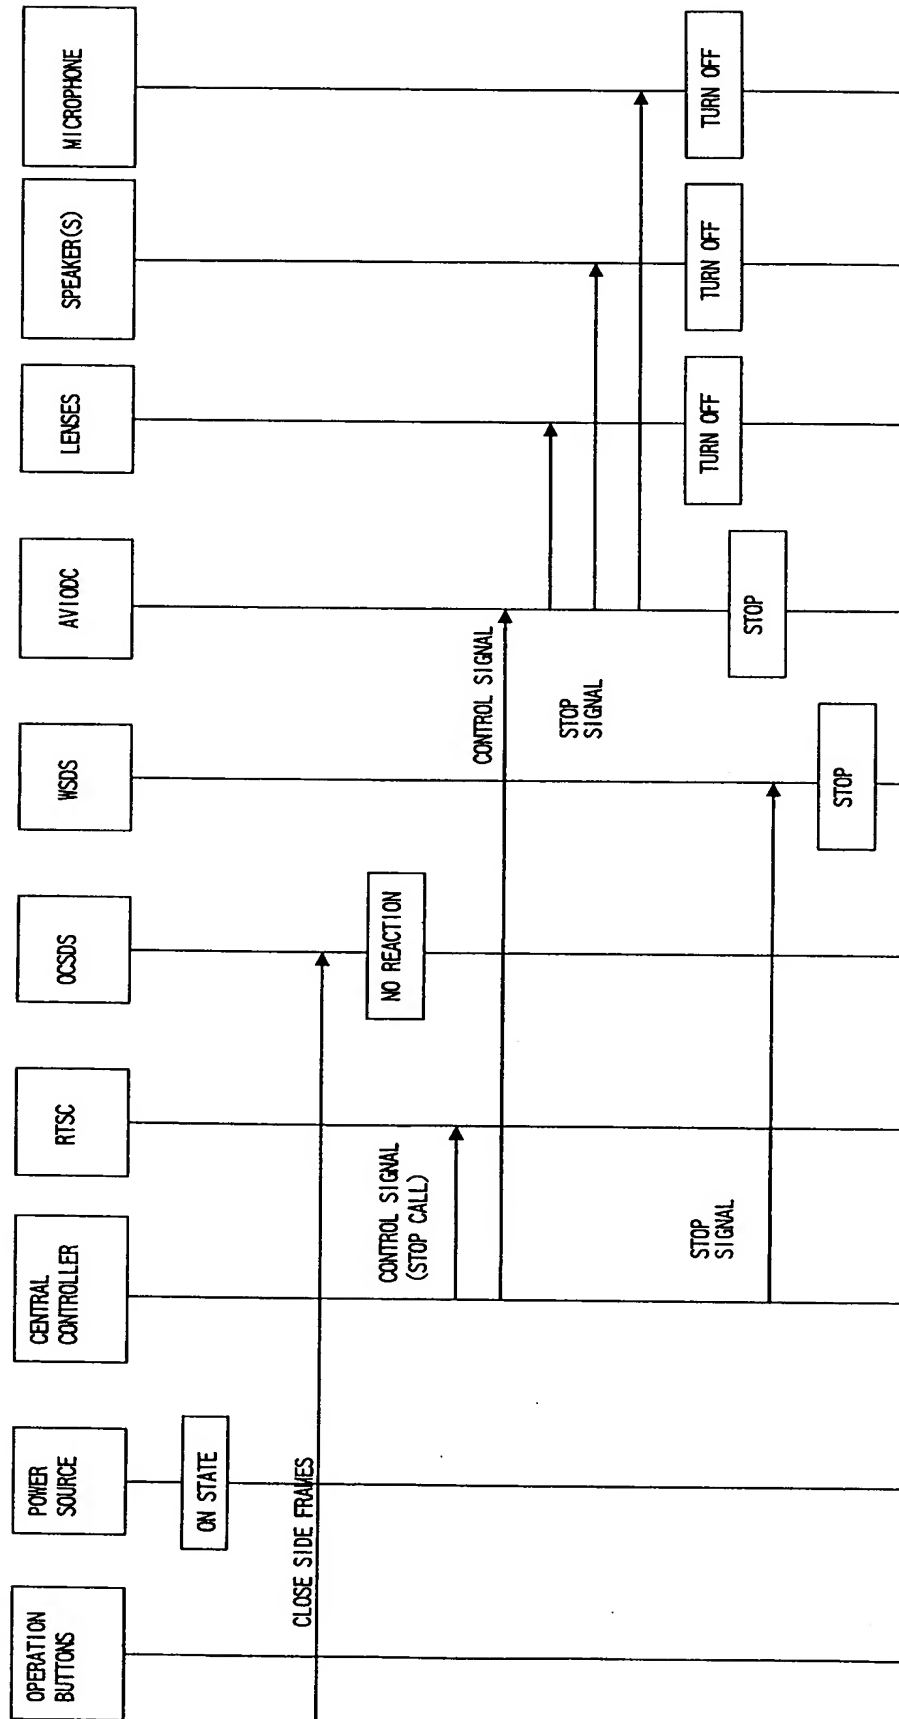 OPERATION
BUTTONS
POWER
SOURCE
CENTRAL
CONTROLLER
RTSC
OCSDS
WSDS
AVIODC
LENSES
SPEAKER(S)
MICROPHONE
ON STATE
CLOSE SIDE FRAMES
NO REACTION
CONTROL SIGNAL
(STOP CALL)
CONTROL SIGNAL
STOP
SIGNAL
TURN OFF
TURN OFF
TURN OFF
STOP
SIGNAL
STOP
STOP